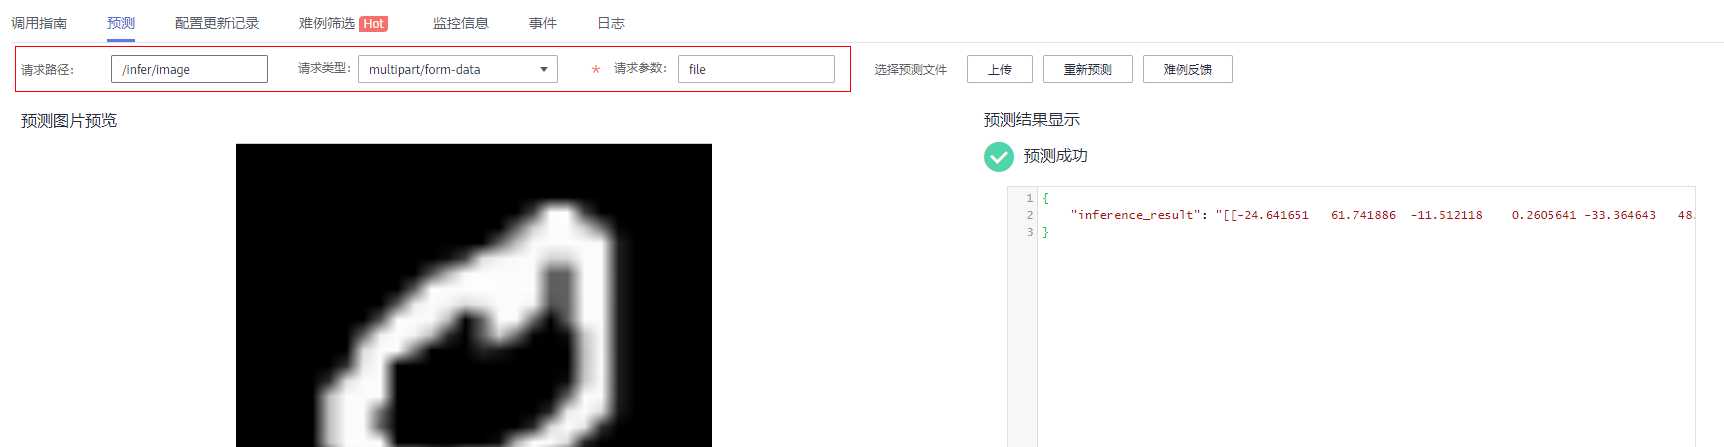 调用指南 预测 配置更新记录 难例筛选 Hot 监控信息 事件 日志
请求路径： /infer/image 请求类型： multipart/form-data * 请求参数： file 选择预测文件 上传 重新预测 难例反馈
预测图片预览
预测结果显示
预测成功
1 {
2 "inference_result": "[[-24.641651 61.741886 -11.512118 0.2605641 -33.364643 48.
3 }